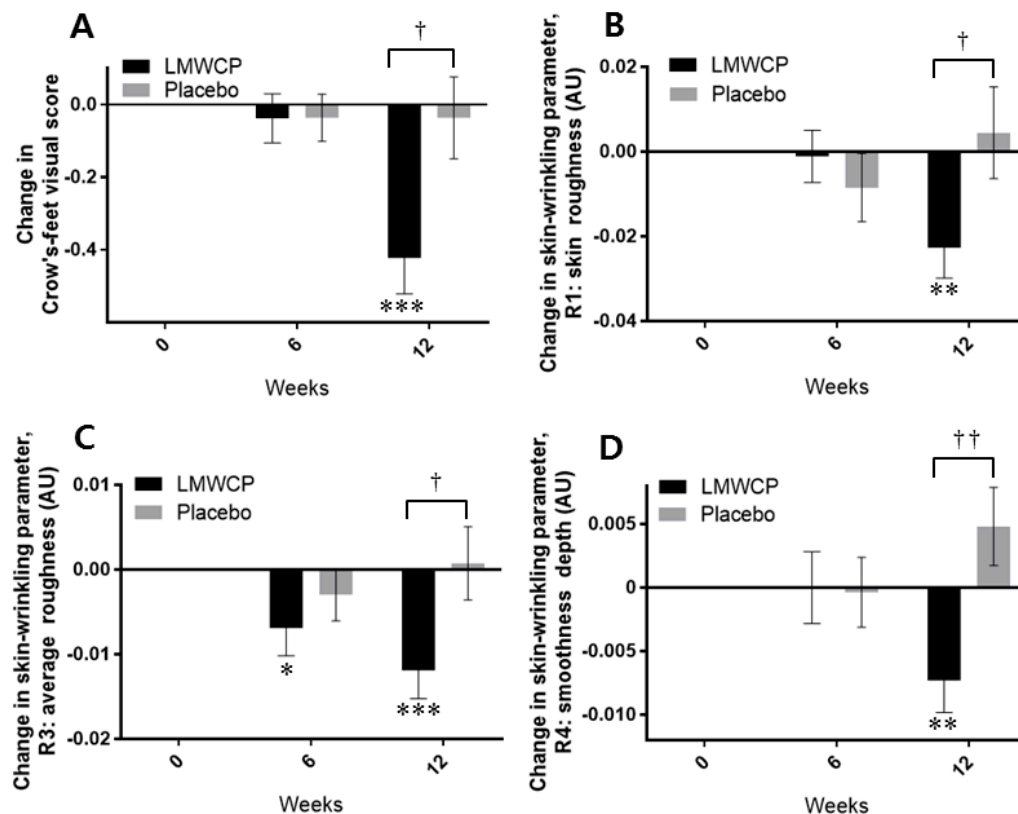 A
†
LMWCP
Placebo
0.0
-0.2
-0.4
***
Change in
Crow's-feet visual score
0
6
12
Weeks
B
†
LMWCP
Placebo
0.02
0.00
-0.02
-0.04
**
Change in skin-wrinkling parameter,
R1: skin roughness (AU)
0
6
12
Weeks
C
†
LMWCP
Placebo
0.01
0.00
-0.01
-0.02
*
***
Change in skin-wrinkling parameter,
R3: average roughness (AU)
0
6
12
Weeks
D
††
LMWCP
Placebo
0.005
0
-0.005
-0.010
**
Change in skin-wrinkling parameter,
R4: smoothness depth (AU)
0
6
12
Weeks